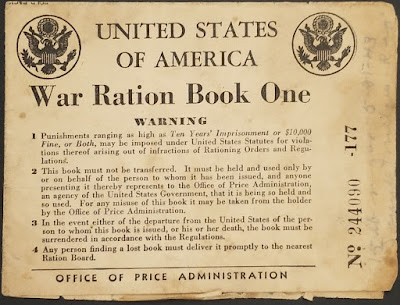 UNITED STATES
OF AMERICA
War Ration Book One
WARNING
1 Punishments ranging as high as Ten Years' Imprisonment or $10,000
Fine, or Both, may be imposed under United States Statutes for viola-
tions thereof arising out of infractions of Rationing Orders and Regu-
lations.
2 This book must not be transferred. It must be held and used only by
or on behalf of the person to whom it has been issued, and anyone
presenting it thereby represents to the Office of Price Administration,
an agency of the United States Government, that it is being so held and
so used. For any misuse of this book it may be taken from the holder
by the Office of Price Administration.
3 In the event either of the departure from the United States of the per-
son to whom this book is issued, or his or her death, the book must be
surrendered in accordance with the Regulations.
4 Any person finding a lost book must deliver it promptly to the nearest
Ration Board.
OFFICE OF PRICE ADMINISTRATION
№ 244090 -177